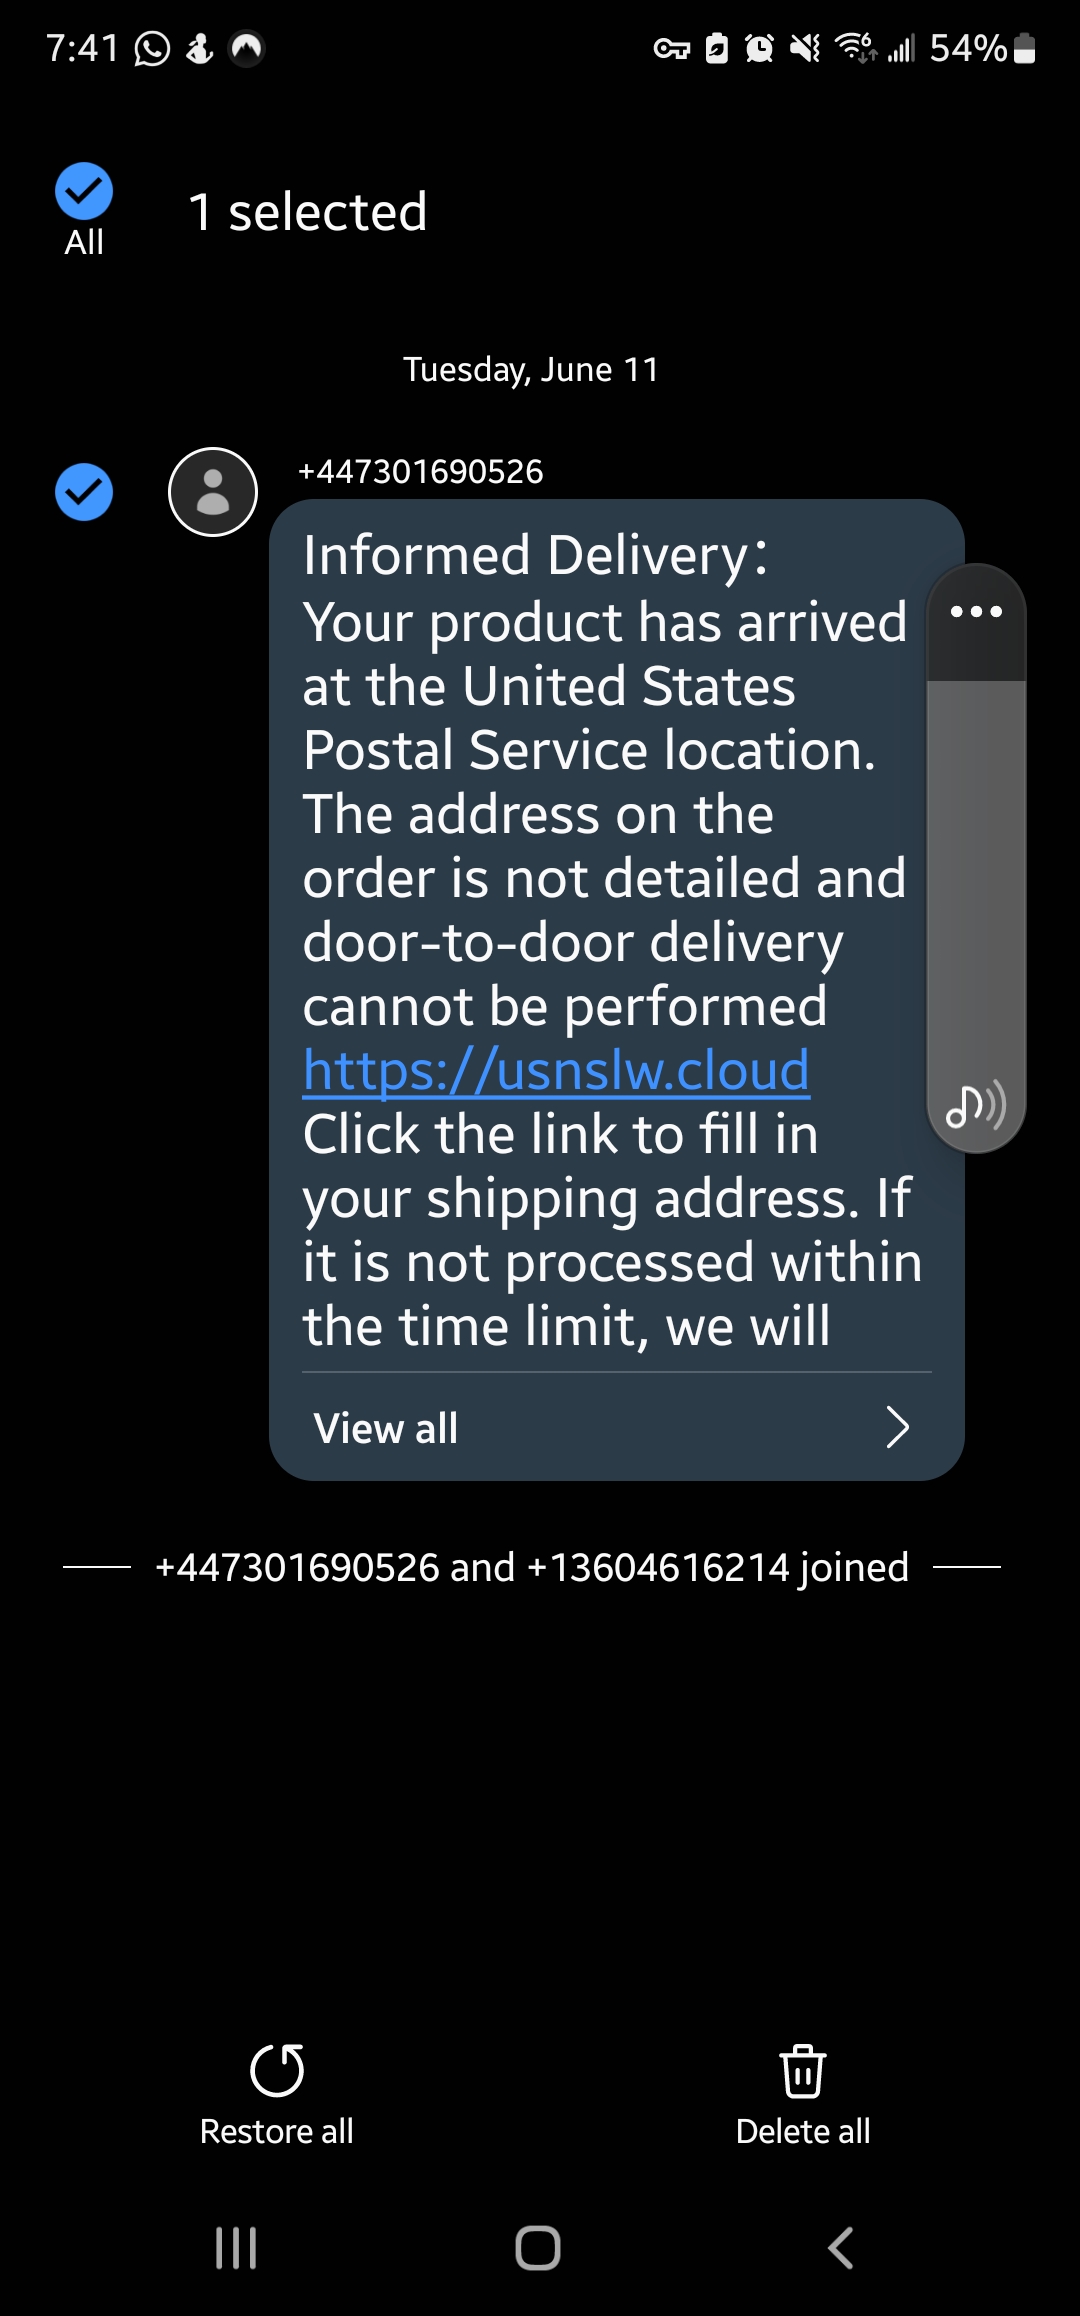 7:41
6
54%
All
1 selected
Tuesday, June 11
+447301690526
Informed Delivery:
Your product has arrived
at the United States
Postal Service location.
The address on the
order is not detailed and
door-to-door delivery
cannot be performed
https://usnslw.cloud
Click the link to fill in
your shipping address. If
it is not processed within
the time limit, we will
View all
+447301690526 and +13604616214 joined
Restore all
Delete all